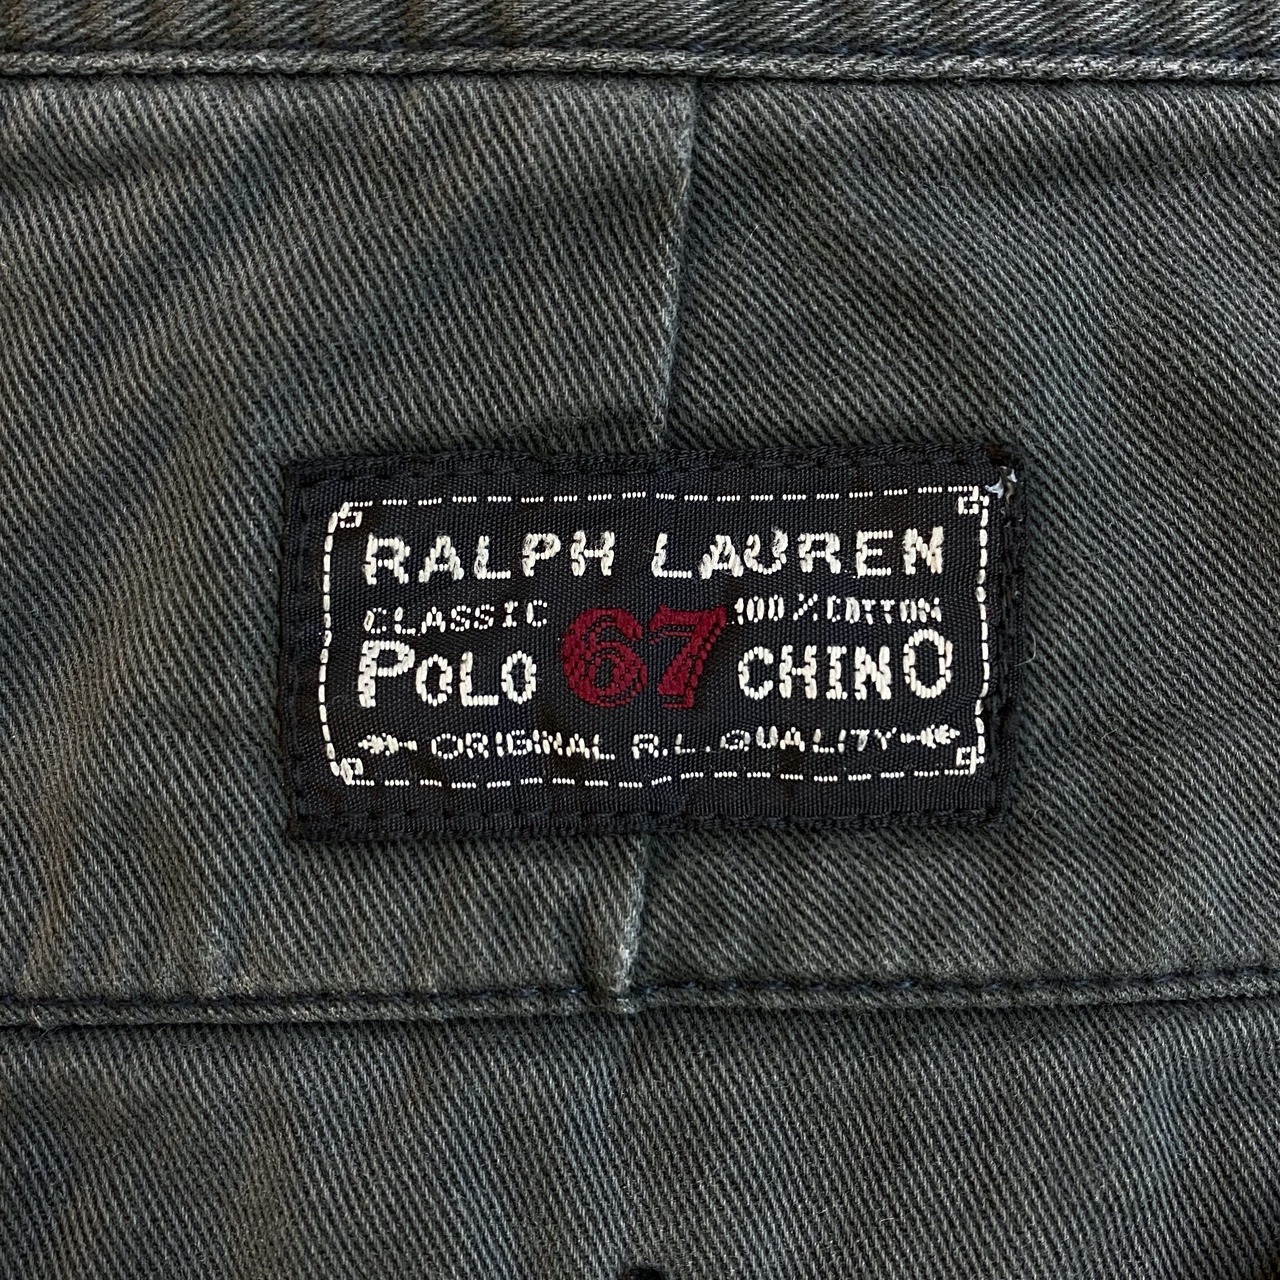 RALPH LAUREN
CLASSIC 67 100% COTTON
POLO CHINO
ORIGINAL R.L. QUALITY